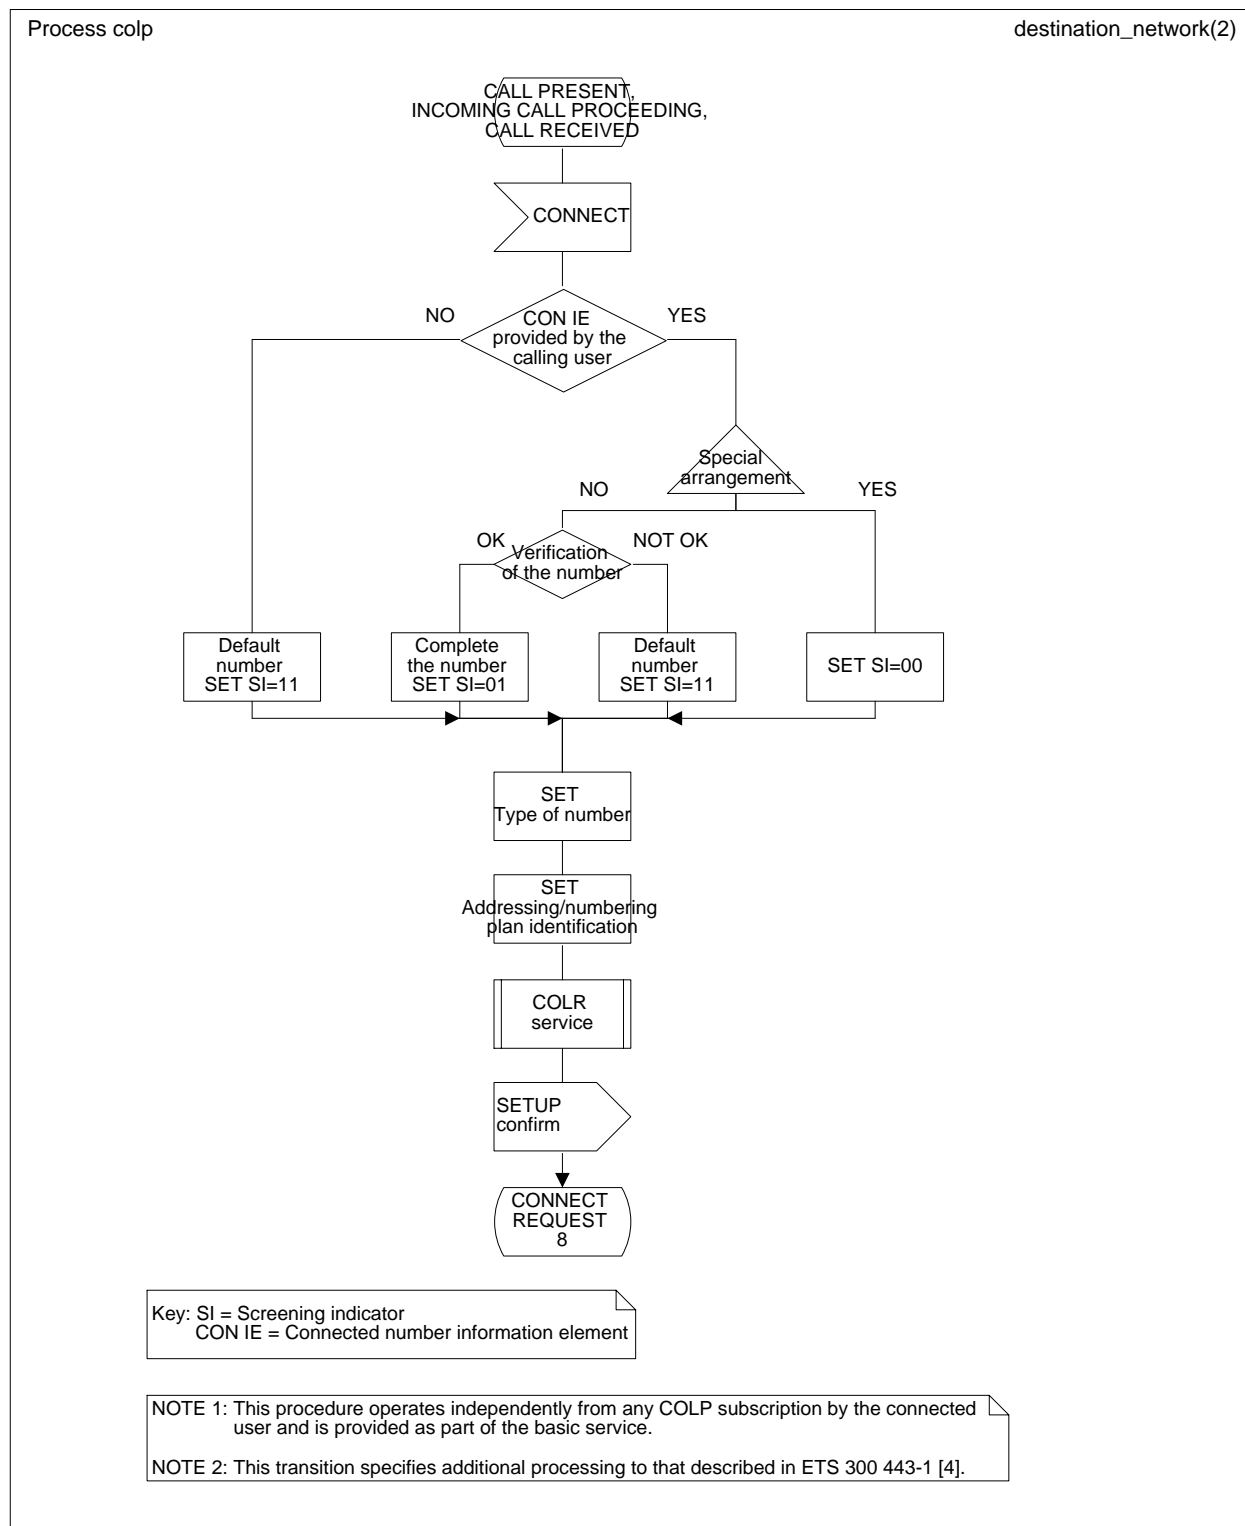 Process colp
destination_network(2)
CALL PRESENT,
INCOMING CALL PROCEEDING,
CALL RECEIVED
CONNECT
NO
YES
CON IE
provided by the
calling user
Special
arrangement
NO
YES
OK
NOT OK
Verification
of the number
Default
number
SET SI=11
Complete
the number
SET SI=01
Default
number
SET SI=11
SET SI=00
SET
Type of number
SET
Addressing/numbering
plan identification
COLR
service
SETUP
confirm
CONNECT
REQUEST
8
Key: SI = Screening indicator
CON IE = Connected number information element
NOTE 1: This procedure operates independently from any COLP subscription by the connected
user and is provided as part of the basic service.
NOTE 2: This transition specifies additional processing to that described in ETS 300 443-1 [4].